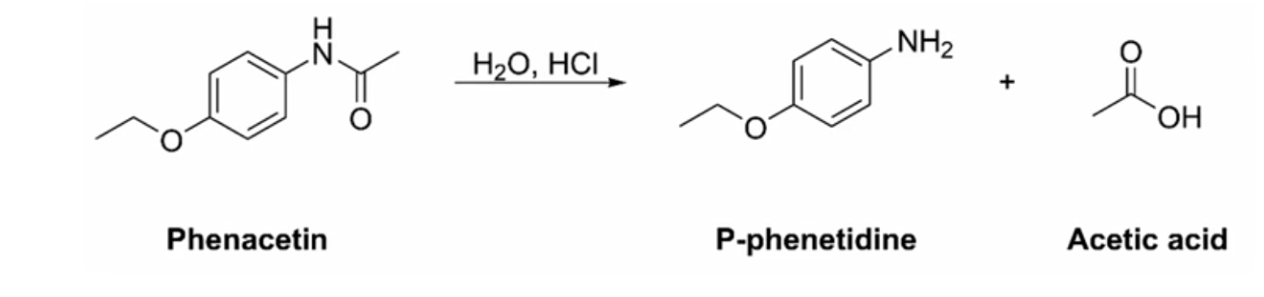 H
N
O
O
H₂O, HCl
NH₂
O
+
O
OH
Phenacetin
P-phenetidine
Acetic acid